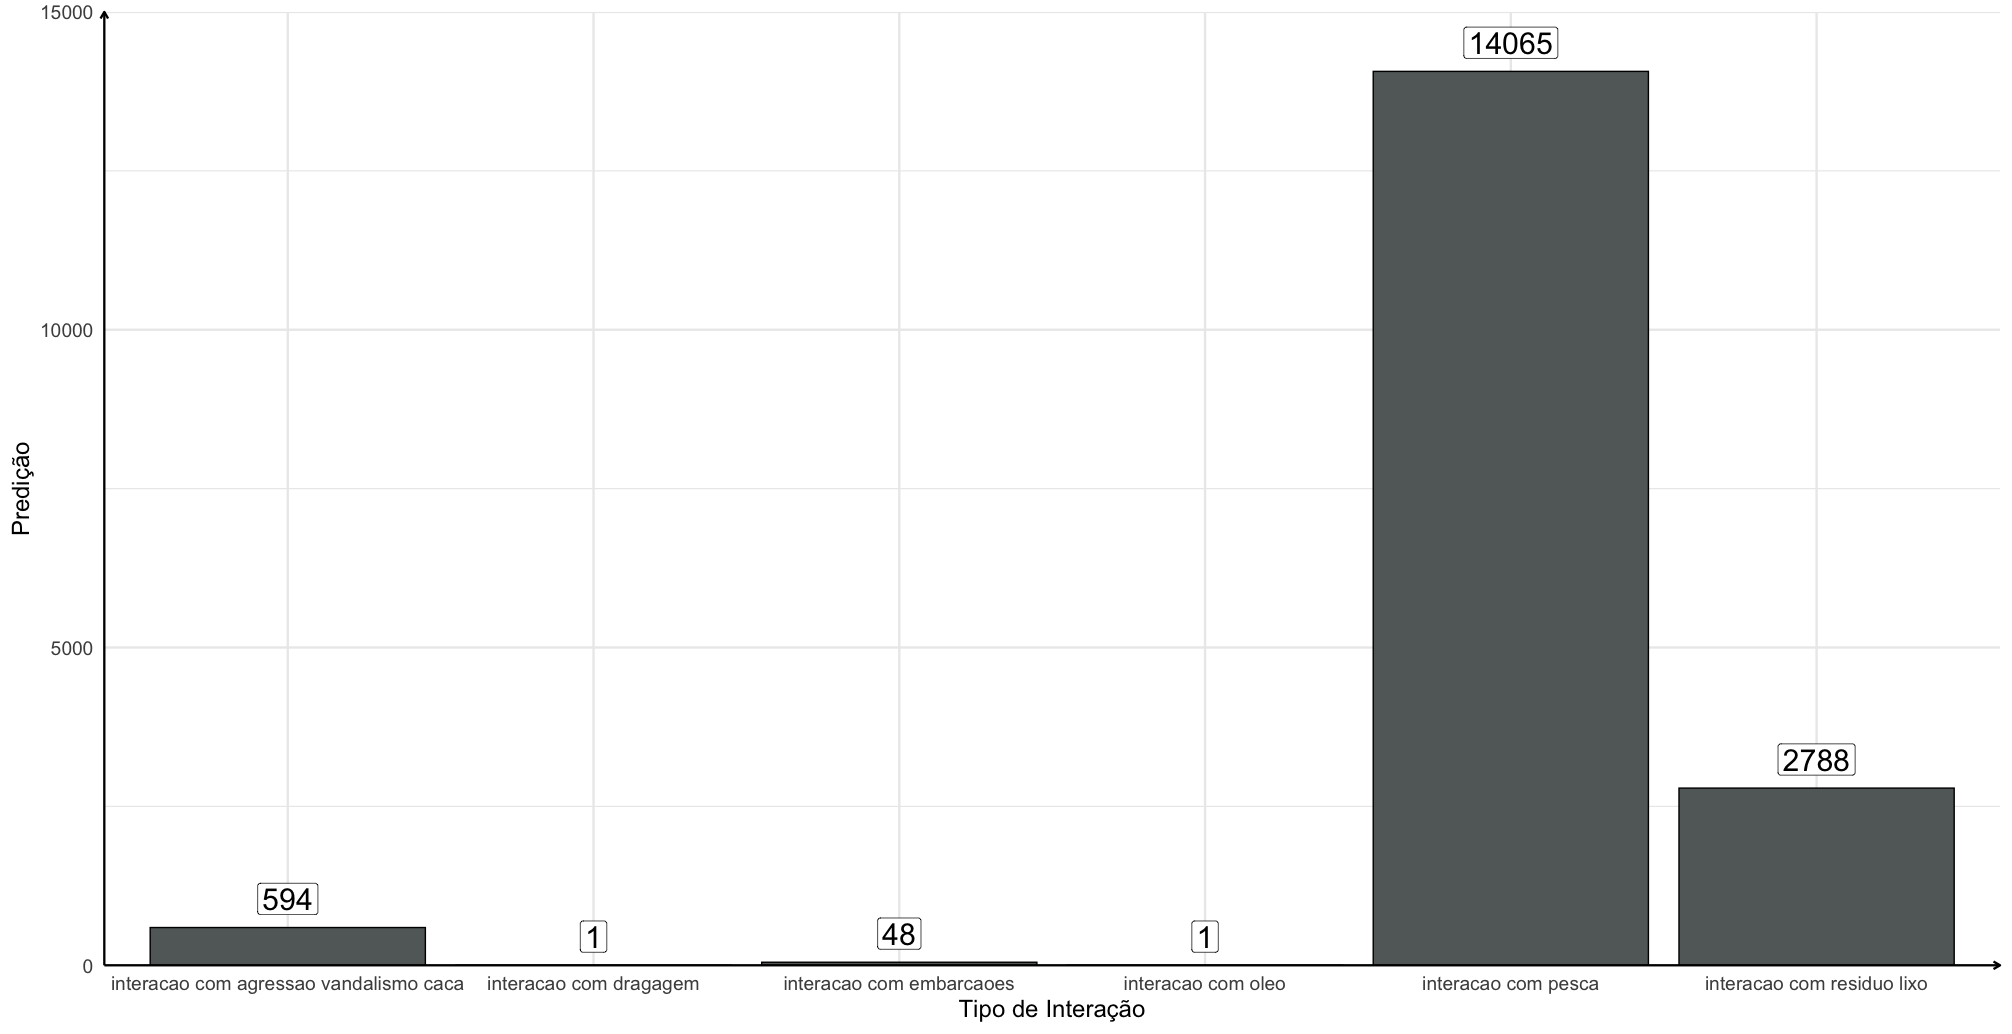 15000
14065
10000
Predição
5000
2788
594
1
48
1
0
interacao com agressao vandalismo caca
interacao com dragagem
interacao com embarcaoes
interacao com oleo
interacao com pesca
interacao com residuo lixo
Tipo de Interação